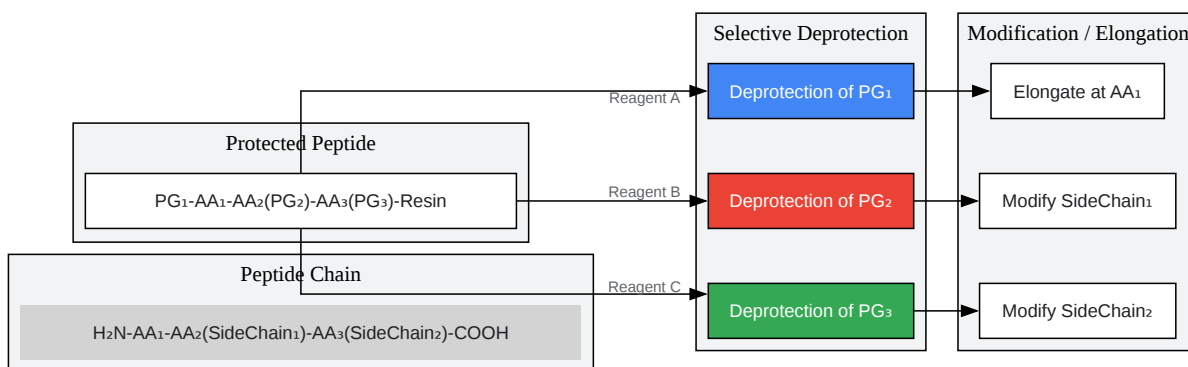 Selective Deprotection
Modification / Elongation
Reagent A
Deprotection of PG₁
Elongate at AA₁
Protected Peptide
PG₁-AA₁-AA₂(PG₂)-AA₃(PG₃)-Resin
Reagent B
Deprotection of PG₂
Modify SideChain₁
Peptide Chain
Reagent C
Deprotection of PG₃
Modify SideChain₂
H₂N-AA₁-AA₂(SideChain₁)-AA₃(SideChain₂)-COOH